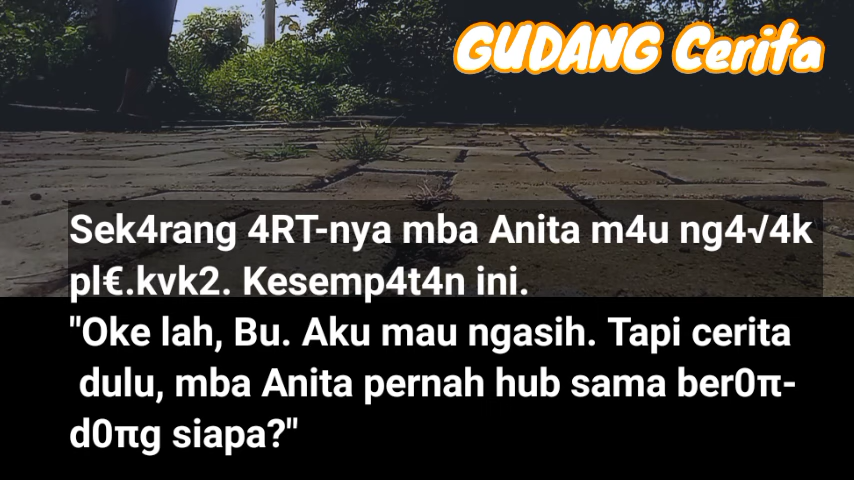 GUDANG Cerita
Sek4rang 4RT-nya mba Anita m4u ng4√4k
pl€.kvk2. Kesemp4t4n ini.
"Oke lah, Bu. Aku mau ngasih. Tapi cerita
dulu, mba Anita pernah hub sama ber0π-
d0πg siapa?"